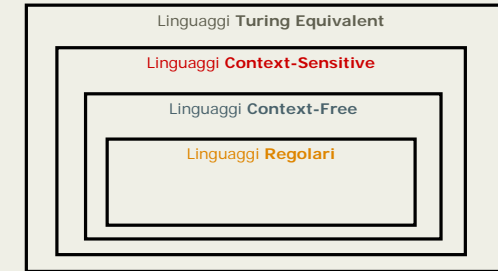 Linguaggi Turing Equivalent
Linguaggi Context-Sensitive
Linguaggi Context-Free
Linguaggi Regolari